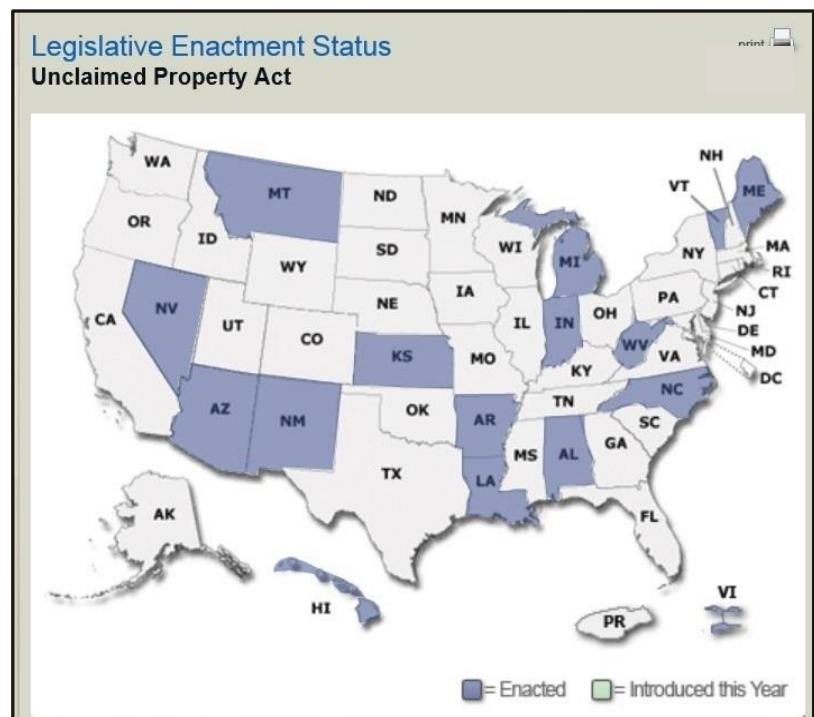 Legislative Enactment Status
print
Unclaimed Property Act
WA
MT
ND
MN
NH
VT
ME
OR
ID
SD
WI
MI
NY
MA
RI
CT
WY
IA
PA
NJ
NV
NE
IL
IN
OH
DE
CA
UT
CO
KS
MO
WV
VA
MD
KY
DC
AZ
NM
OK
AR
TN
NC
SC
TX
LA
MS
AL
GA
AK
FL
HI
VI
PR
= Enacted
= Introduced this Year